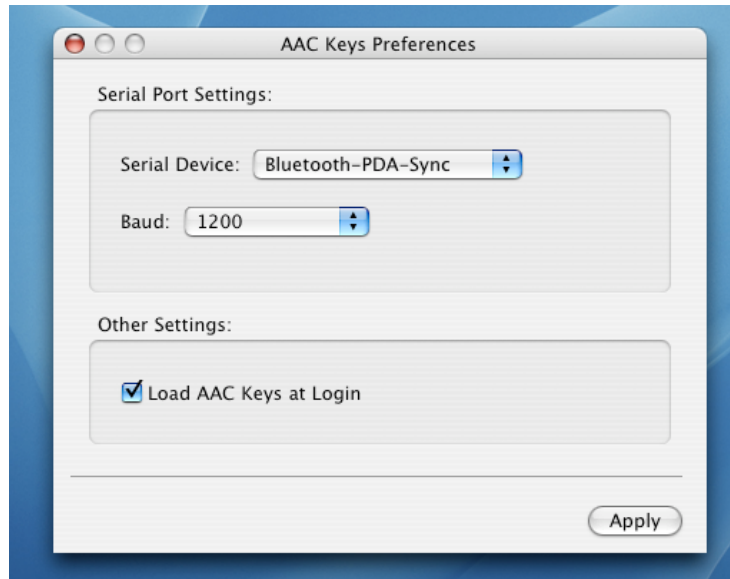 AAC Keys Preferences
Serial Port Settings:
Serial Device: Bluetooth-PDA-Sync
Baud: 1200
Other Settings:
Load AAC Keys at Login
Apply